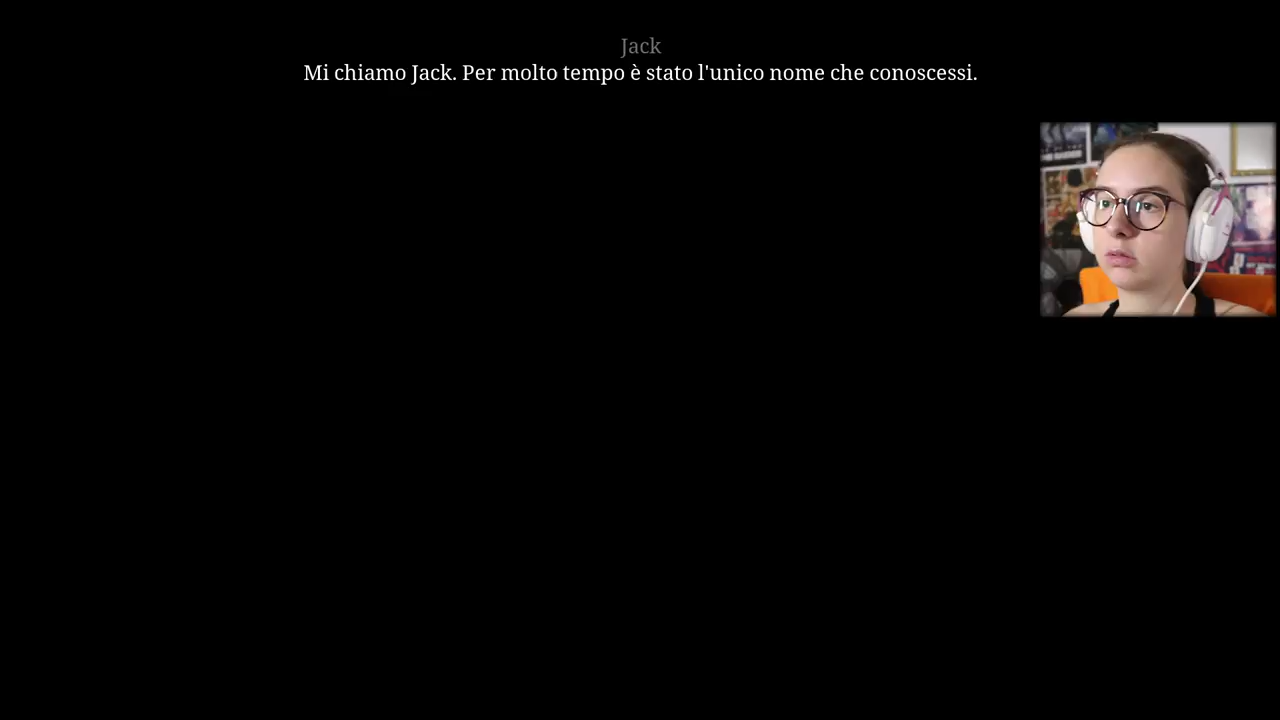 Jack
Mi chiamo Jack. Per molto tempo è stato l'unico nome che conoscessi.